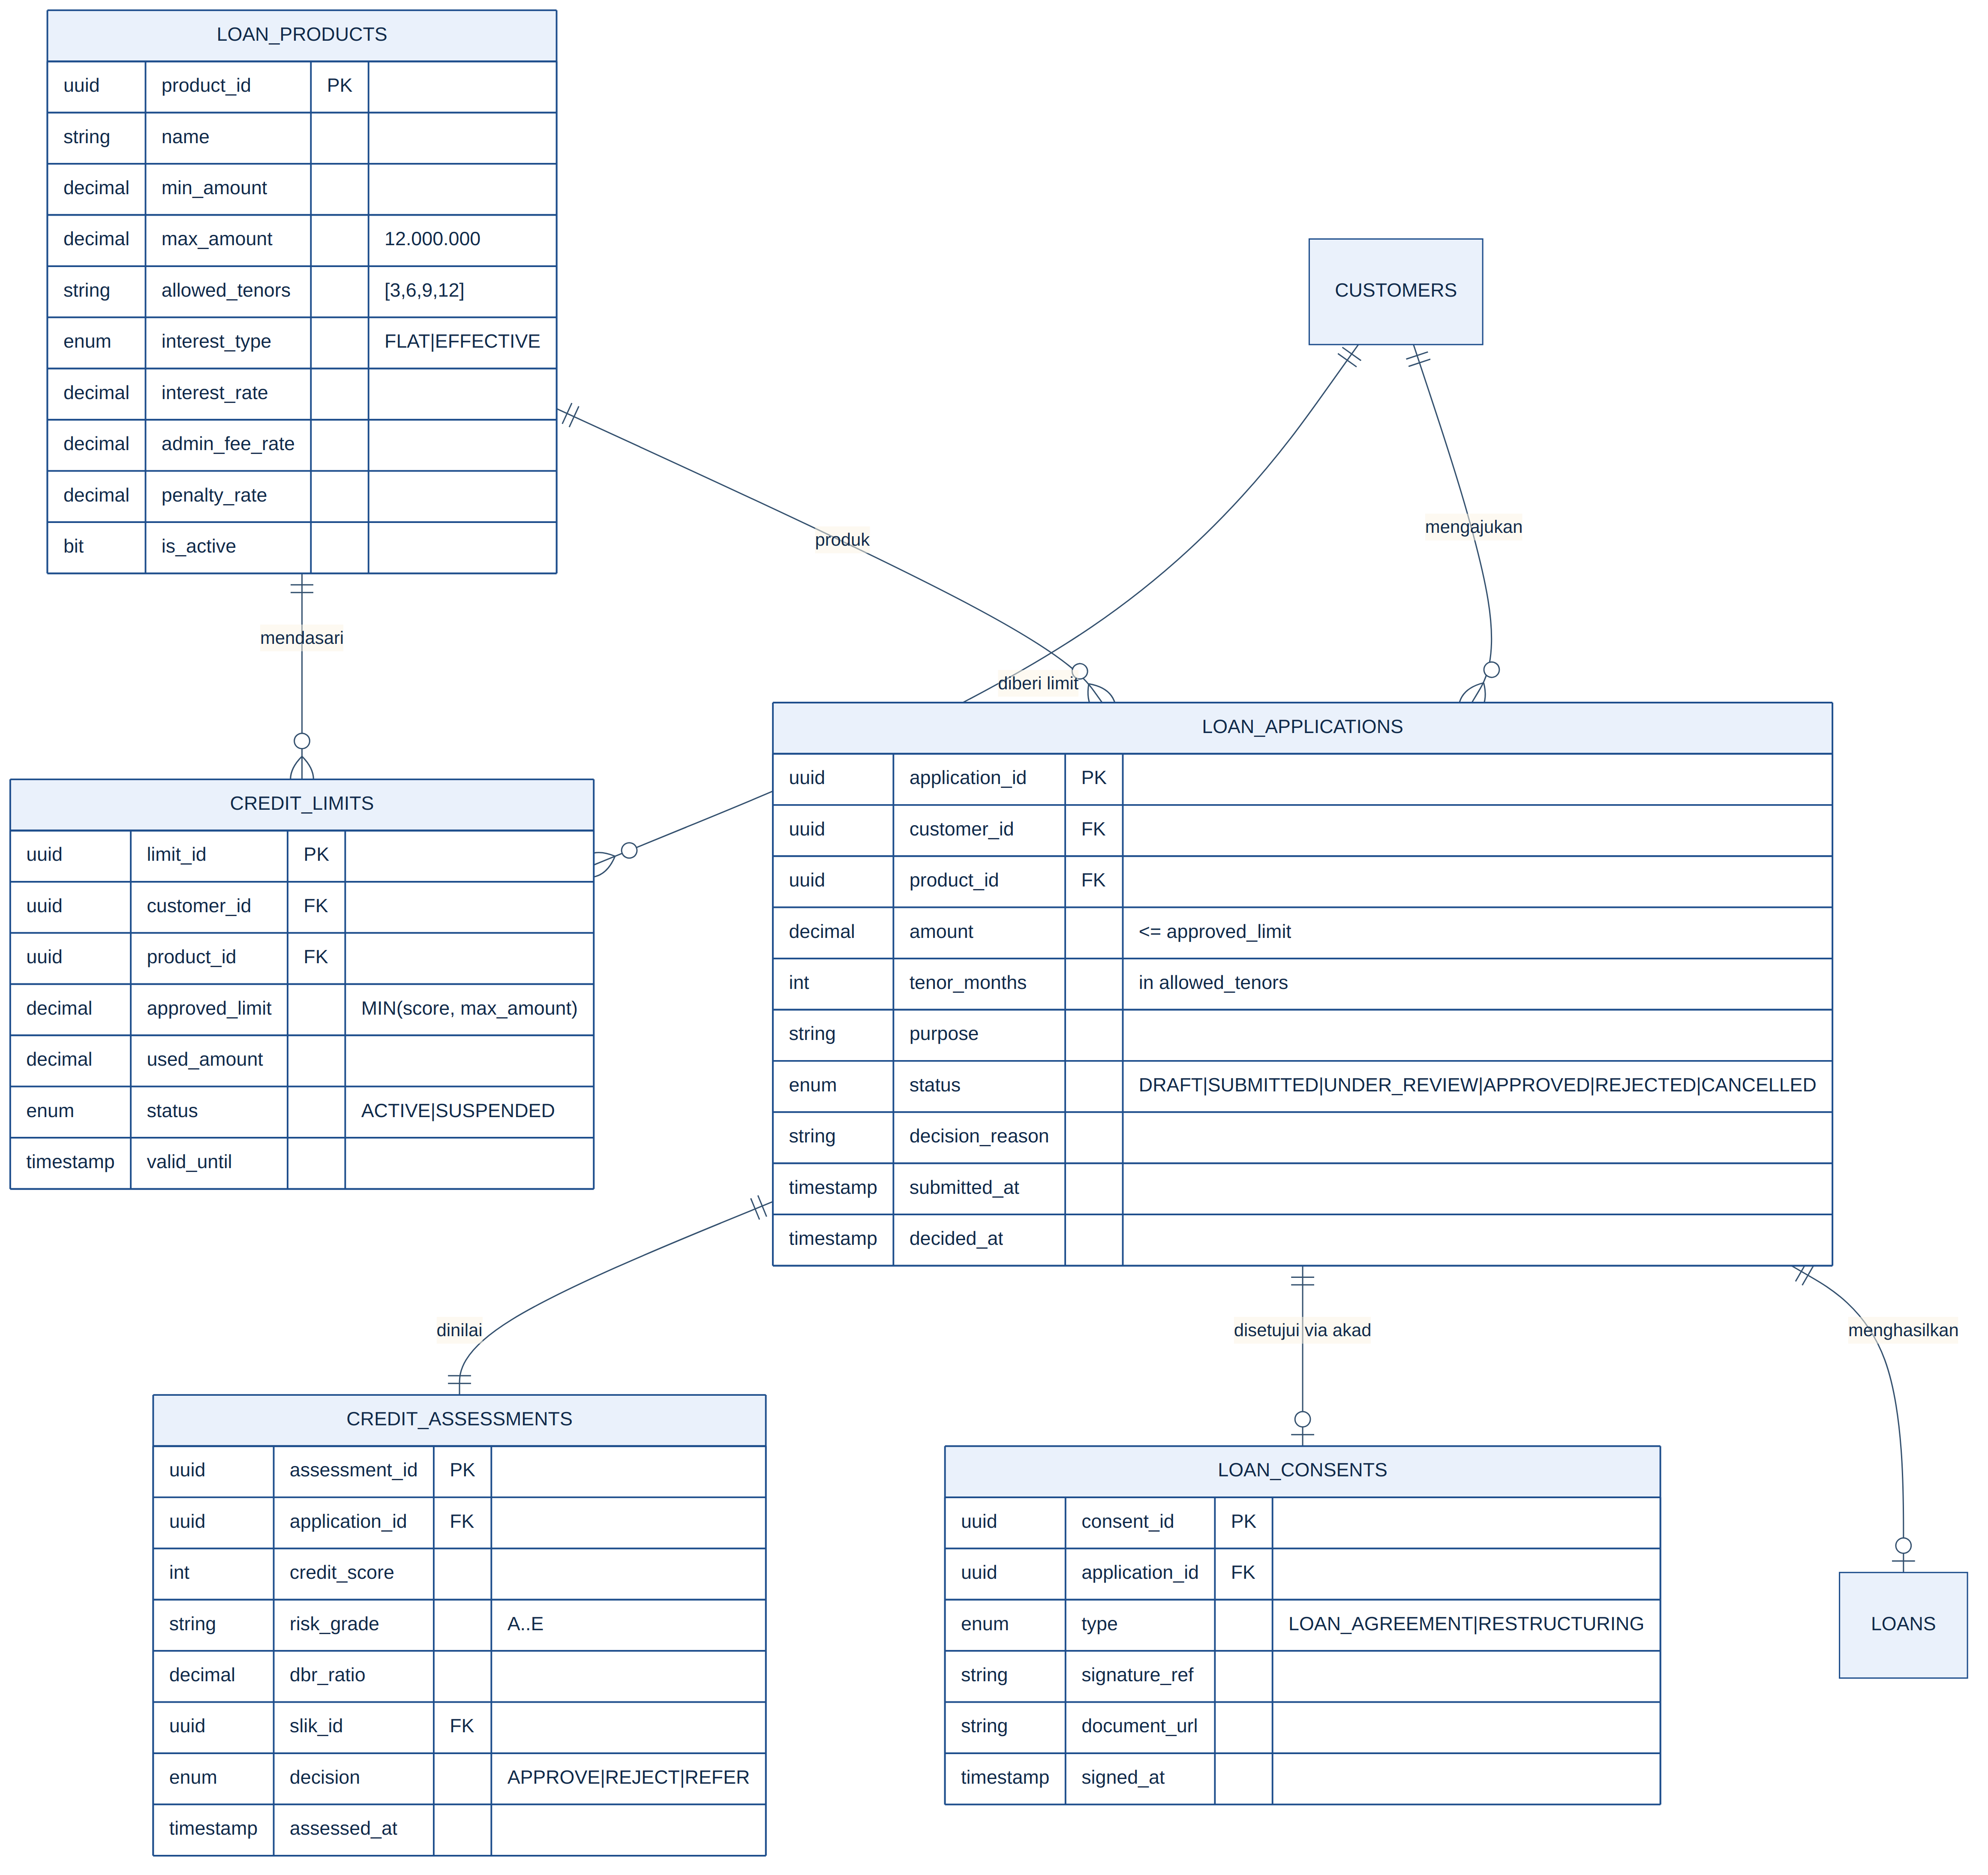 LOAN_PRODUCTS
uuid product_id PK
string name
decimal min_amount
decimal max_amount 12.000.000
string allowed_tenors [3,6,9,12]
enum interest_type FLAT|EFFECTIVE
decimal interest_rate
decimal admin_fee_rate
decimal penalty_rate
bit is_active
CUSTOMERS
produk
mengajukan
mendasari
diberi limit
CREDIT_LIMITS
uuid limit_id PK
uuid customer_id FK
uuid product_id FK
decimal approved_limit MIN(score, max_amount)
decimal used_amount
enum status ACTIVE|SUSPENDED
timestamp valid_until
LOAN_APPLICATIONS
uuid application_id PK
uuid customer_id FK
uuid product_id FK
decimal amount <= approved_limit
int tenor_months in allowed_tenors
string purpose
enum status DRAFT|SUBMITTED|UNDER_REVIEW|APPROVED|REJECTED|CANCELLED
string decision_reason
timestamp submitted_at
timestamp decided_at
dinilai
disetujui via akad
menghasilkan
CREDIT_ASSESSMENTS
uuid assessment_id PK
uuid application_id FK
int credit_score
string risk_grade A..E
decimal dbr_ratio
uuid slik_id FK
enum decision APPROVE|REJECT|REFER
timestamp assessed_at
LOAN_CONSENTS
uuid consent_id PK
uuid application_id FK
enum type LOAN_AGREEMENT|RESTRUCTURING
string signature_ref
string document_url
timestamp signed_at
LOANS